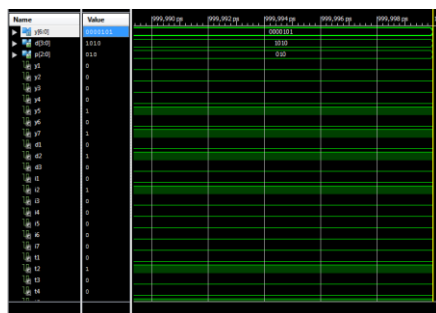 Name Value 999,990 ps 999,992 ps 999,994 ps 999,996 ps 999,998 ps
y[6:0] 0000101 0000101
d[3:0] 1010 1010
p[2:0] 010 010
y1 0
y2 0
y3 0
y4 0
y5 1
y6 0
y7 1
d1 0
d2 1
d3 0
i1 0
i2 1
i3 0
i4 0
i5 0
i6 0
i7 0
t1 0
t2 1
t3 0
t4 0